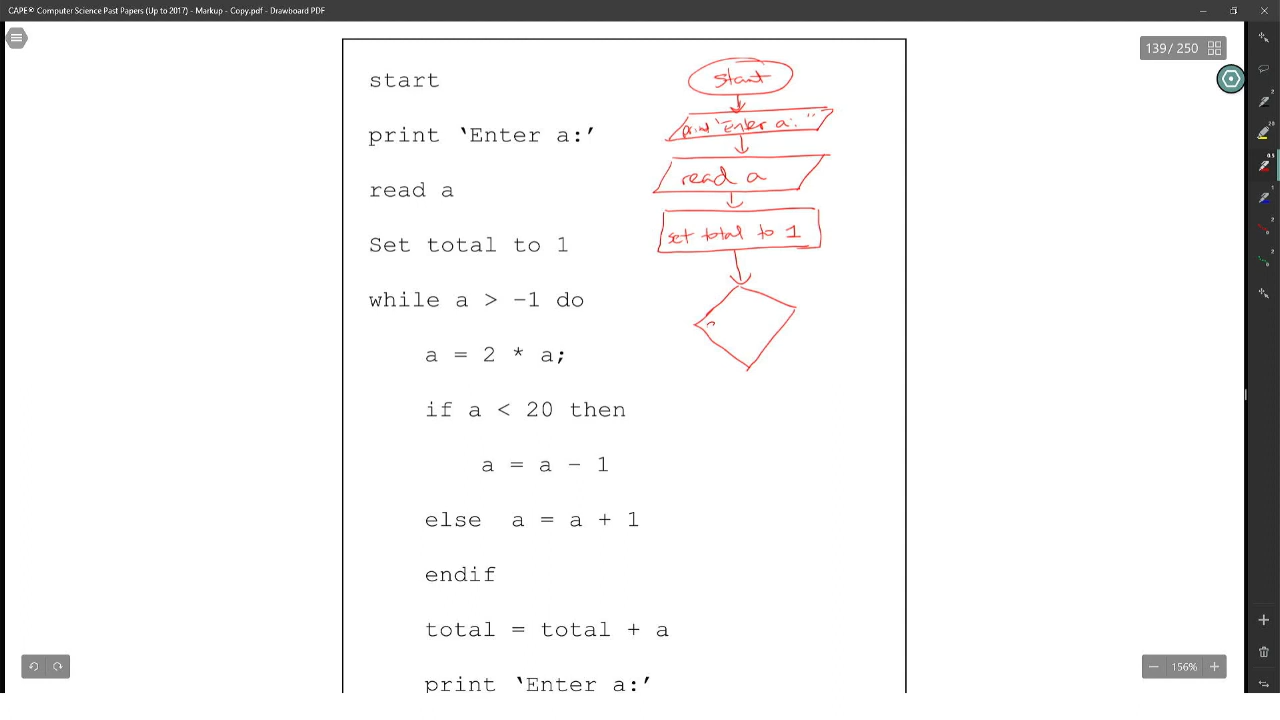 CAPE® Computer Science Past Papers (Up to 2017) - Markup - Copy.pdf - Drawboard PDF
139 / 250
start
print ‘Enter a:’
read a
Set total to 1
while a > −1 do
a = 2 * a;
if a < 20 then
a = a − 1
else a = a + 1
endif
total = total + a
print ‘Enter a:’
start
print "Enter a: "
read a
set total to 1
156%